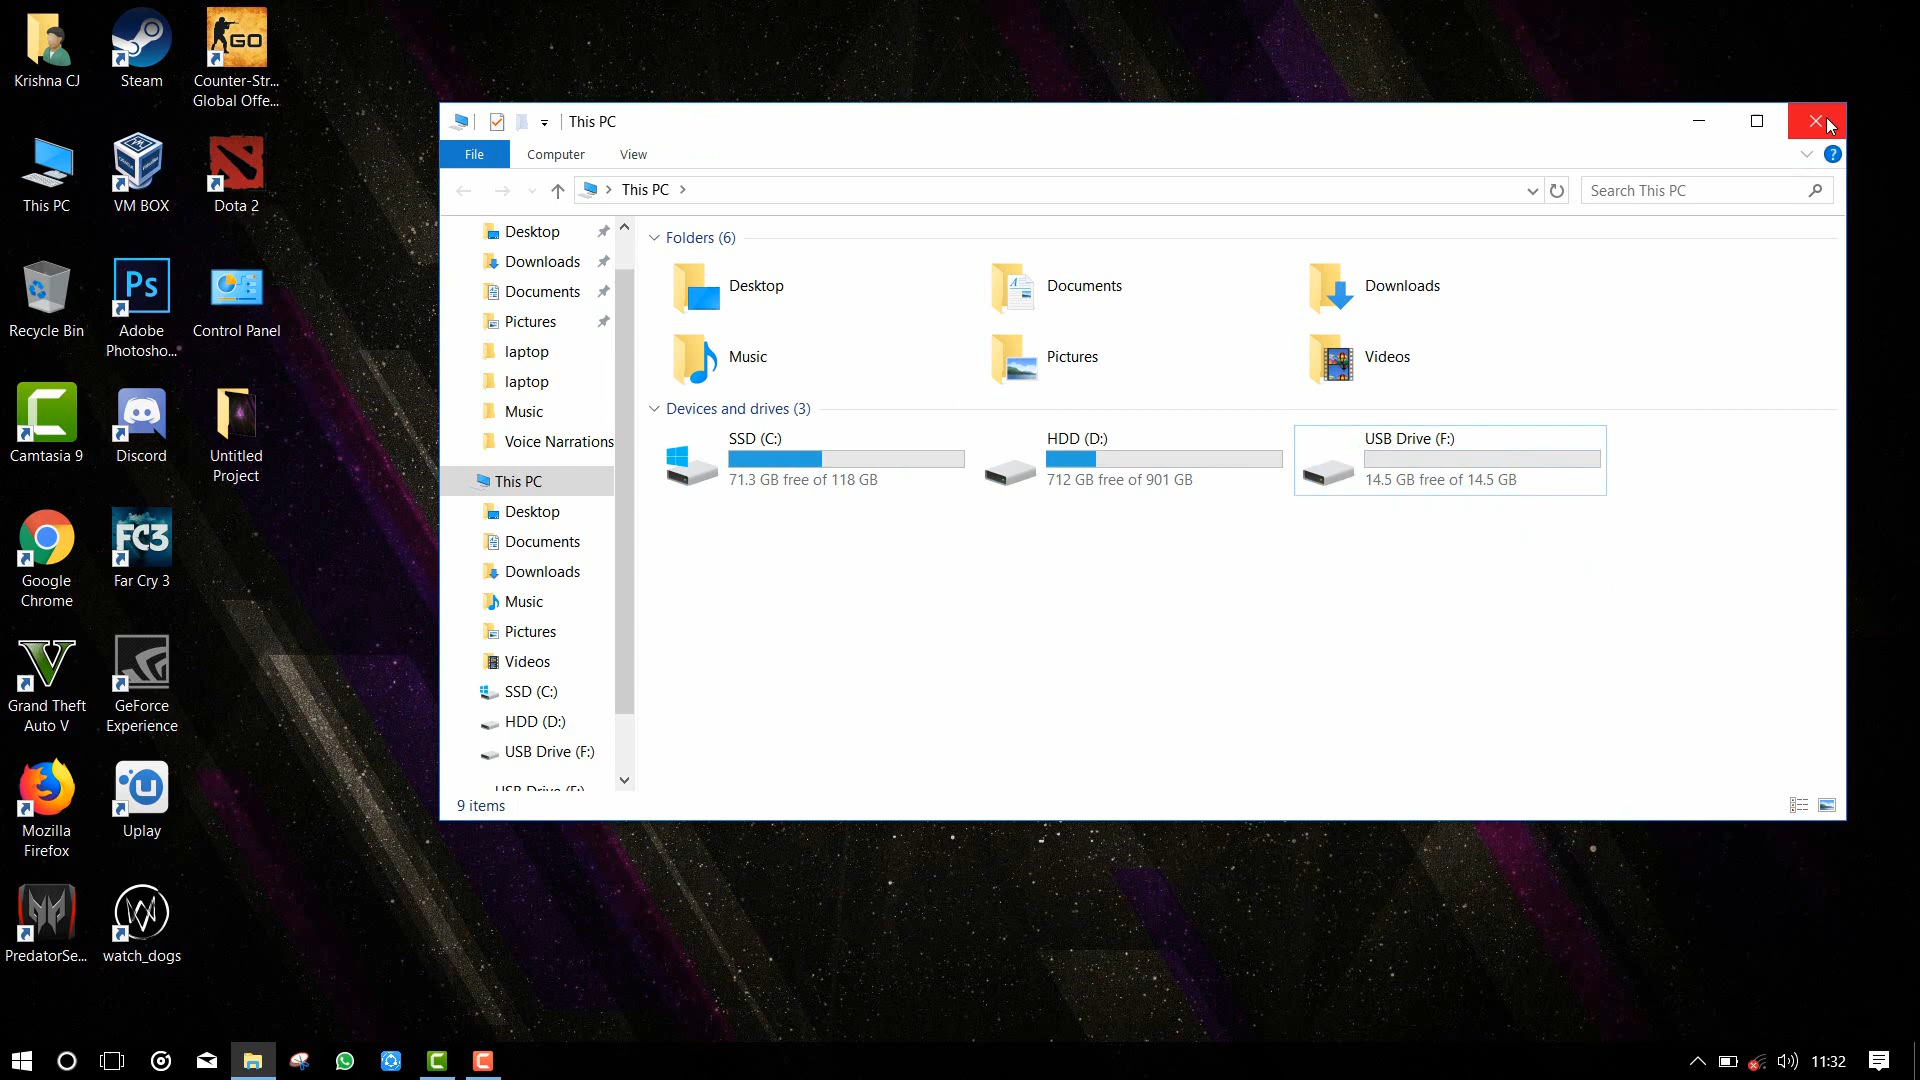 Krishna CJ
Steam
GO
Counter-Str...
Global Offe...
This PC
VM BOX
Dota 2
Recycle Bin
Ps
Adobe
Photosho...
Control Panel
Camtasia 9
Discord
Untitled
Project
Google
Chrome
FC3
Far Cry 3
V
Grand Theft
Auto V
GeForce
Experience
Mozilla
Firefox
Uplay
PredatorSe...
watch_dogs
This PC
File
Computer
View
?
This PC
Search This PC
Desktop
Downloads
Documents
Pictures
laptop
laptop
Music
Voice Narrations
This PC
Desktop
Documents
Downloads
Music
Pictures
Videos
SSD (C:)
HDD (D:)
USB Drive (F:)
USB Drive (F:)
Folders (6)
Desktop
Documents
Downloads
Music
Pictures
Videos
Devices and drives (3)
SSD (C:)
71.3 GB free of 118 GB
HDD (D:)
712 GB free of 901 GB
USB Drive (F:)
14.5 GB free of 14.5 GB
9 items
11:32